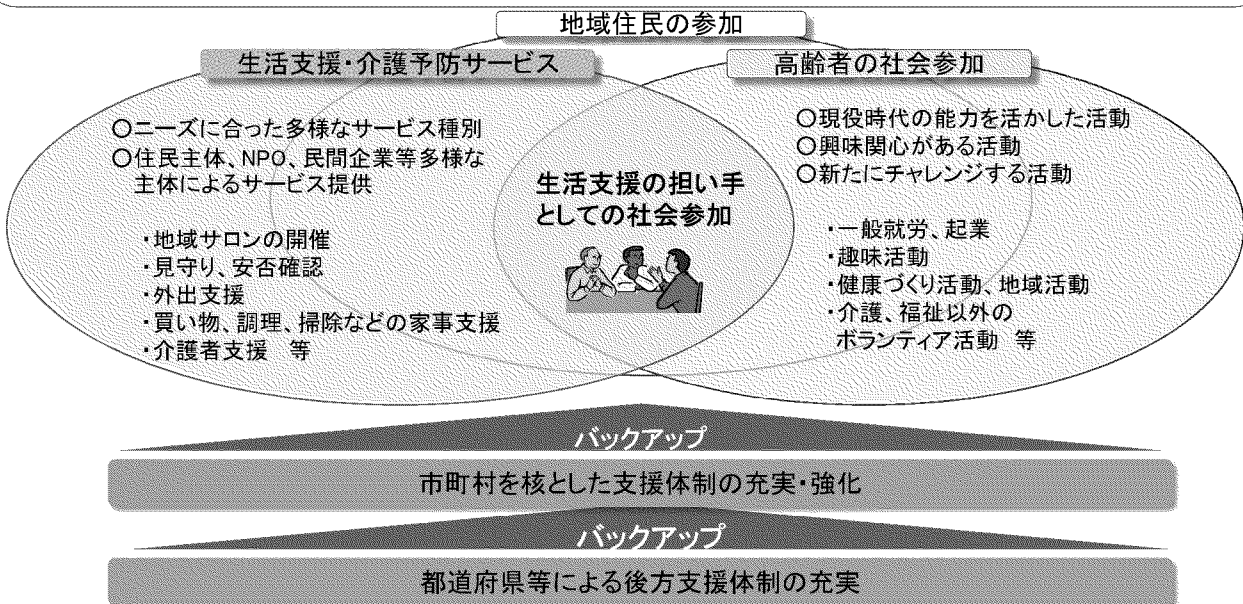 地域住民の参加
生活支援・介護予防サービス
○ニーズに合った多様なサービス種別
○住民主体、NPO、民間企業等多様な
主体によるサービス提供
・地域サロンの開催
・見守り、安否確認
・外出支援
・買い物、調理、掃除などの家事支援
・介護者支援　等
生活支援の担い手
としての社会参加
高齢者の社会参加
○現役時代の能力を活かした活動
○興味関心がある活動
○新たにチャレンジする活動
・一般就労、起業
・趣味活動
・健康づくり活動、地域活動
・介護、福祉以外の
ボランティア活動　等
バックアップ
市町村を核とした支援体制の充実・強化
バックアップ
都道府県等による後方支援体制の充実